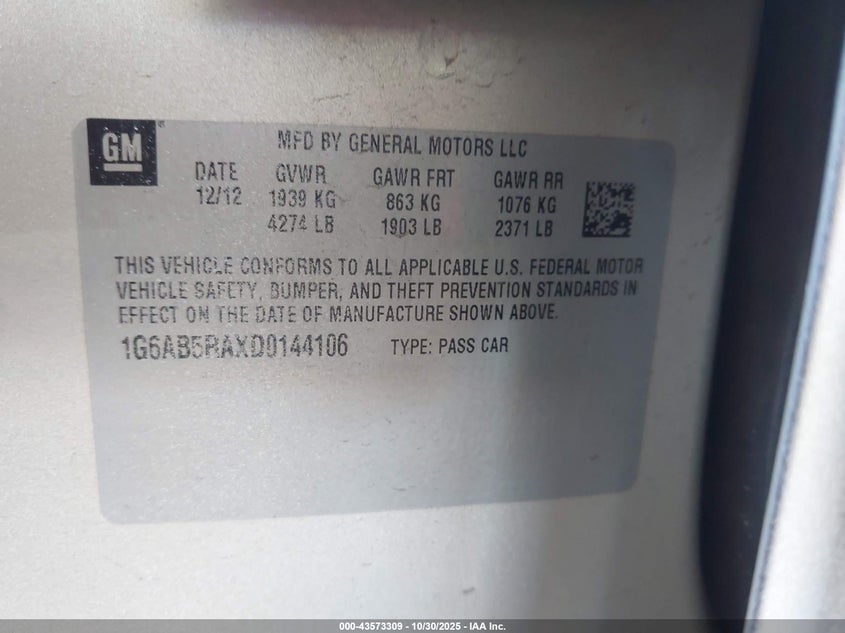 GM
MFD BY GENERAL MOTORS LLC
DATE GVWR GAWR FRT GAWR RR
12/12 1939 KG 863 KG 1076 KG
4274 LB 1903 LB 2371 LB
THIS VEHICLE CONFORMS TO ALL APPLICABLE U.S. FEDERAL MOTOR
VEHICLE SAFETY, BUMPER, AND THEFT PREVENTION STANDARDS IN
EFFECT ON THE DATE OF MANUFACTURE SHOWN ABOVE.
1G6AB5RAXD0144106 TYPE: PASS CAR
000-43573309 - 10/30/2025 - IAA Inc.